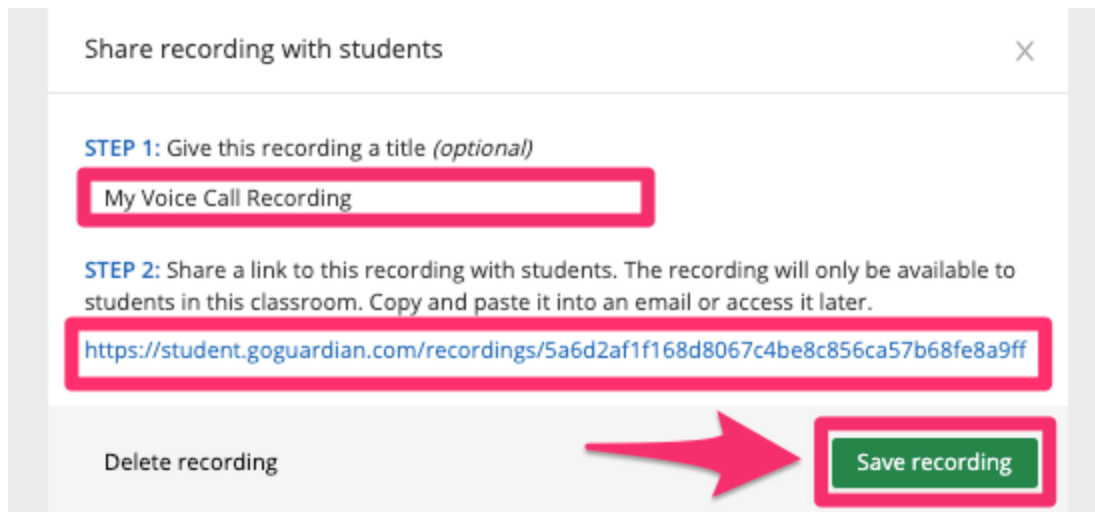 Share recording with students
STEP 1: Give this recording a title (optional)
My Voice Call Recording
STEP 2: Share a link to this recording with students. The recording will only be available to
students in this classroom. Copy and paste it into an email or access it later.
https://student.goguardian.com/recordings/5a6d2af1f168d8067c4be8c856ca57b68fe8a9ff
Delete recording
Save recording